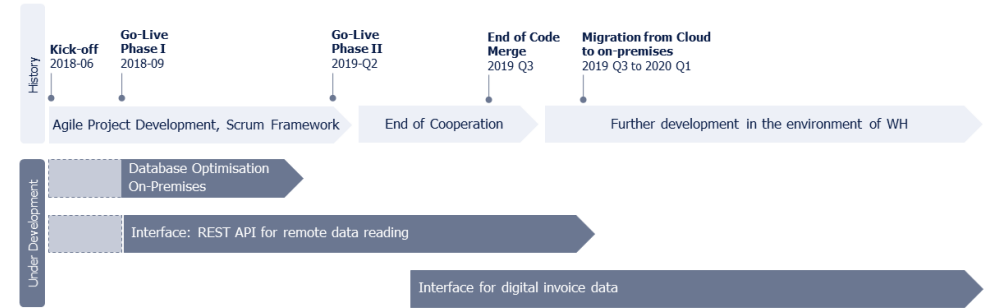 History
Kick-off
2018-06
Go-Live
Phase I
2018-09
Go-Live
Phase II
2019-Q2
End of Code
Merge
2019 Q3
Migration from Cloud
to on-premises
2019 Q3 to 2020 Q1
Agile Project Development, Scrum Framework
End of Cooperation
Further development in the environment of WH
Under Development
Database Optimisation
On-Premises
Interface: REST API for remote data reading
Interface for digital invoice data